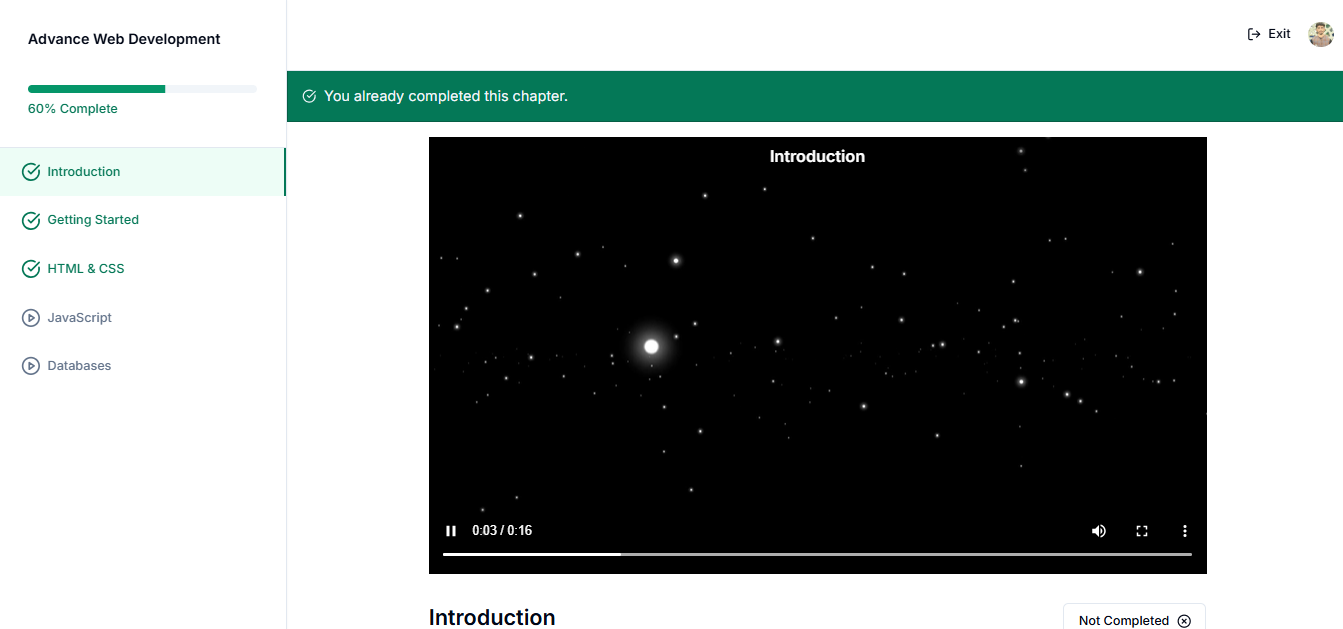 Advance Web Development
60% Complete
Introduction
Getting Started
HTML & CSS
JavaScript
Databases
Exit
You already completed this chapter.
Introduction
0:03 / 0:16
Introduction
Not Completed